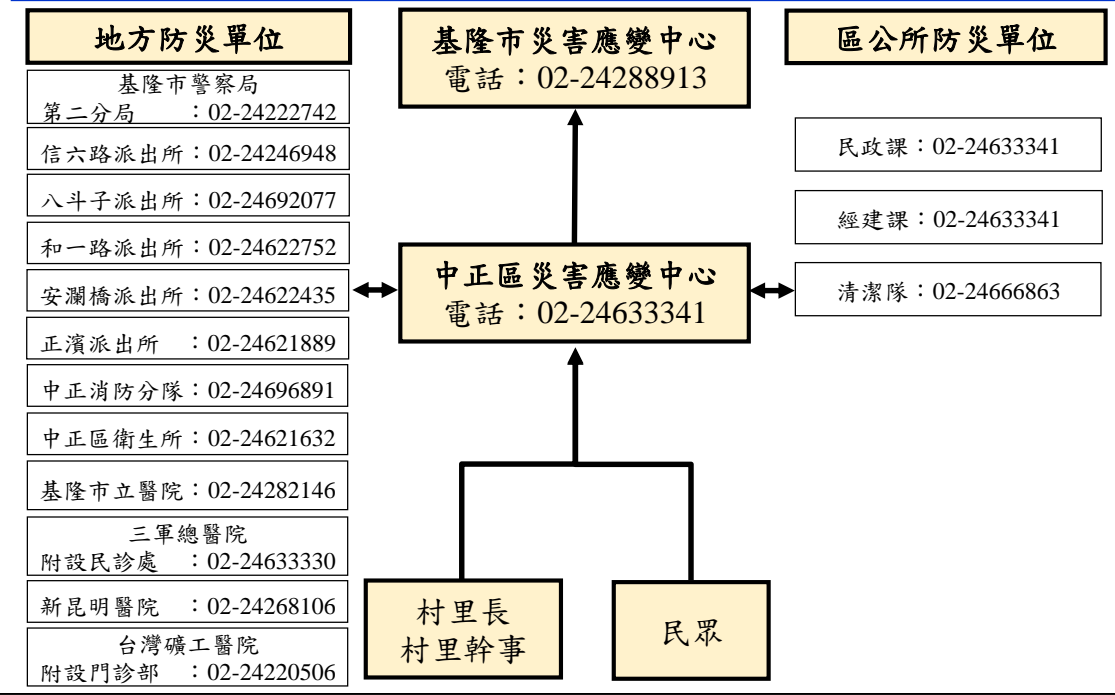 地方防災單位
基隆市警察局
第二分局　　：02-24222742
信六路派出所：02-24246948
八斗子派出所：02-24692077
和一路派出所：02-24622752
安瀾橋派出所：02-24622435
正濱派出所　：02-24621889
中正消防分隊：02-24696891
中正區衛生所：02-24621632
基隆市立醫院：02-24282146
三軍總醫院
附設民診處　：02-24633330
新昆明醫院　：02-24268106
台灣礦工醫院
附設門診部　：02-24220506
基隆市災害應變中心
電話：02-24288913
中正區災害應變中心
電話：02-24633341
村里長
村里幹事
民眾
區公所防災單位
民政課：02-24633341
經建課：02-24633341
清潔隊：02-24666863